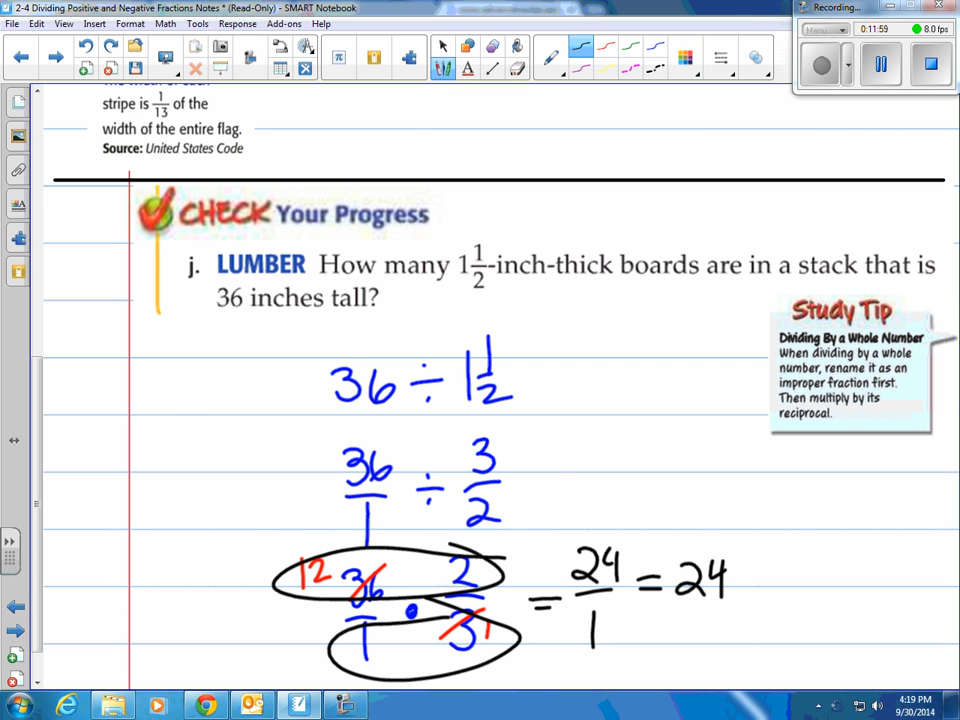 2-4 Dividing Positive and Negative Fractions Notes * (Read-Only) - SMART Notebook
Recording...
File Edit View Insert Format Math Tools Response Add-ons Help
Menu
0:11:59
8.0 fps
stripe is 1/13 of the
width of the entire flag.
Source: United States Code
CHECK Your Progress
j. LUMBER How many 1 1/2-inch-thick boards are in a stack that is
36 inches tall?
Study Tip
Dividing By a Whole Number
When dividing by a whole
number, rename it as an
improper fraction first.
Then multiply by its
reciprocal.
36 ÷ 1 1/2
36/1 ÷ 3/2
12 36/1 • 2/3 1 = 24/1 = 24
4:19 PM
9/30/2014